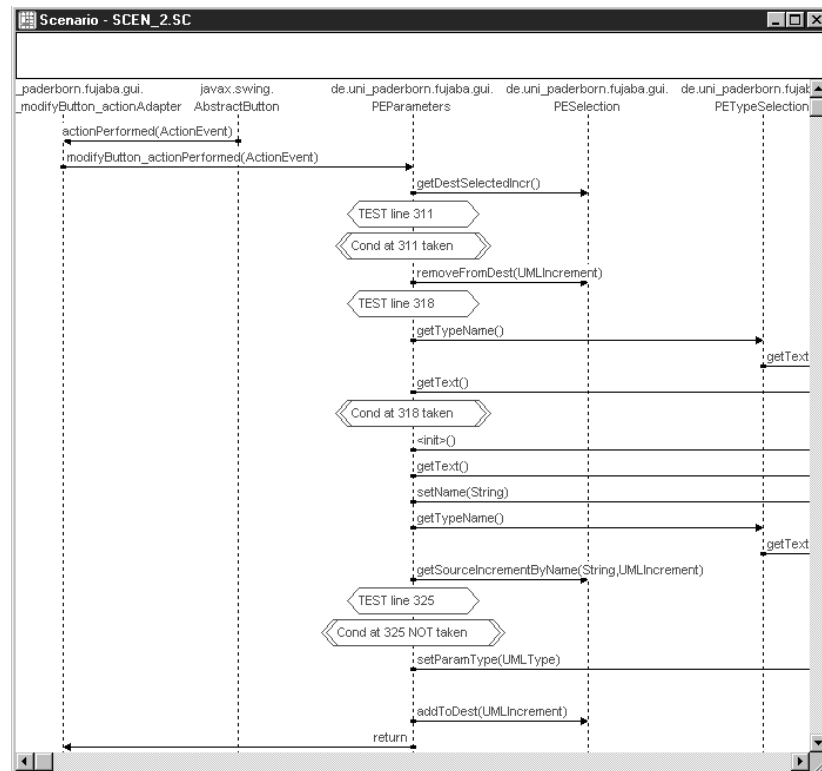 Scenario - SCEN_2.SC
_paderborn.fujaba.gui. javax.swing. de.uni_paderborn.fujaba.gui. de.uni_paderborn.fujaba.gui. de.uni_paderborn.fujab
_modifyButton_actionAdapter AbstractButton PEParameters PESelection PETypeSelection
actionPerformed(ActionEvent)
modifyButton_actionPerformed(ActionEvent)
getDestSelectedIncr()
TEST line 311
Cond at 311 taken
removeFromDest(UMLIncrement)
TEST line 318
getTypeName()
getText
getText()
Cond at 318 taken
<init>()
getText()
setName(String)
getTypeName()
getText
getSourceIncrementByName(String,UMLIncrement)
TEST line 325
Cond at 325 NOT taken
setParamType(UMLType)
addToDest(UMLIncrement)
return